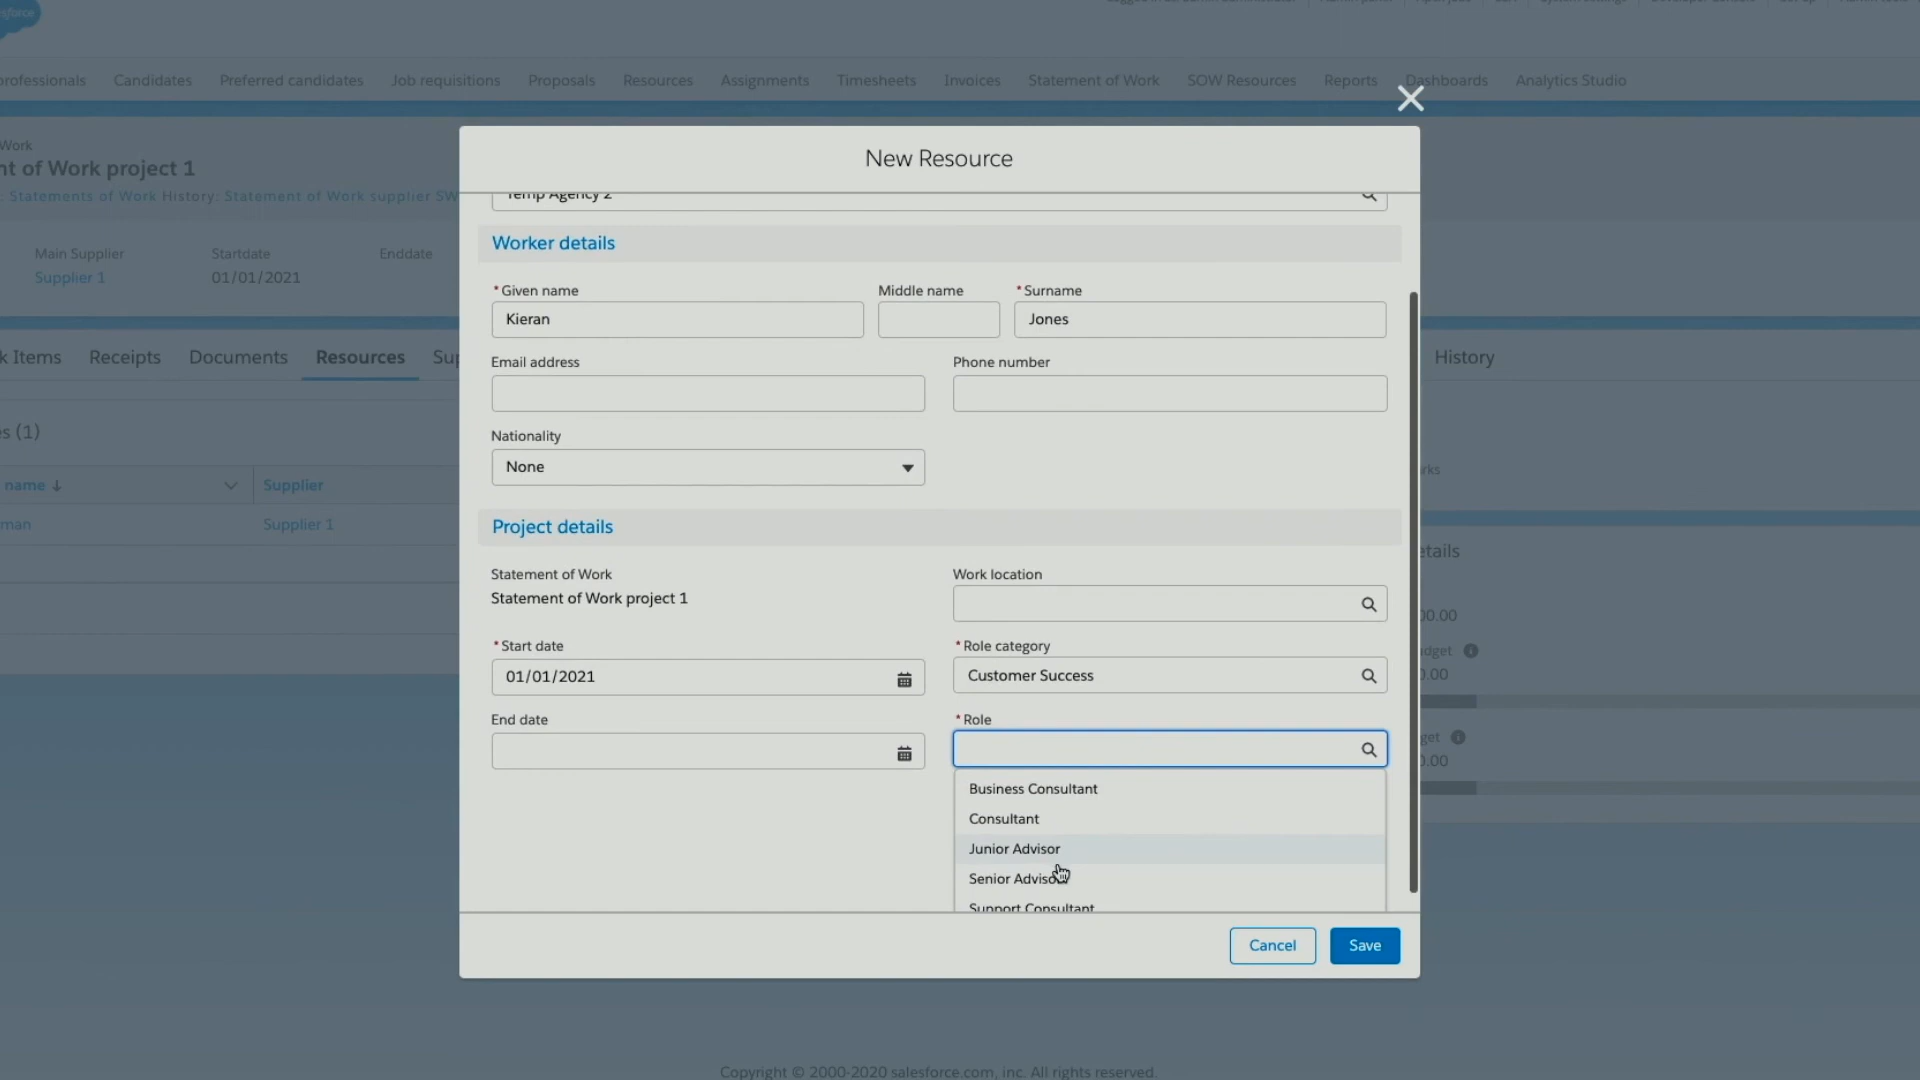 professionals Candidates Preferred candidates Job requisitions Proposals Resources Assignments Timesheets Invoices Statement of Work SOW Resources Reports Dashboards Analytics Studio
Work
nt of Work project 1
: Statements of Work History: Statement of Work supplier SW
Main Supplier Startdate Enddate
Supplier 1 01/01/2021
k Items Receipts Documents Resources Sup
History
es (1)
name Supplier
man Supplier 1
rks
etails
00.00
dget
0.00
get
0.00
New Resource
Temp Agency 2
Worker details
* Given name Middle name * Surname
Kieran Jones
Email address Phone number
Nationality
None
Project details
Statement of Work Work location
Statement of Work project 1
* Start date * Role category
01/01/2021 Customer Success
End date * Role
Business Consultant
Consultant
Junior Advisor
Senior Advisor
Support Consultant
Cancel Save
Copyright © 2000-2020 salesforce.com, inc. All rights reserved.